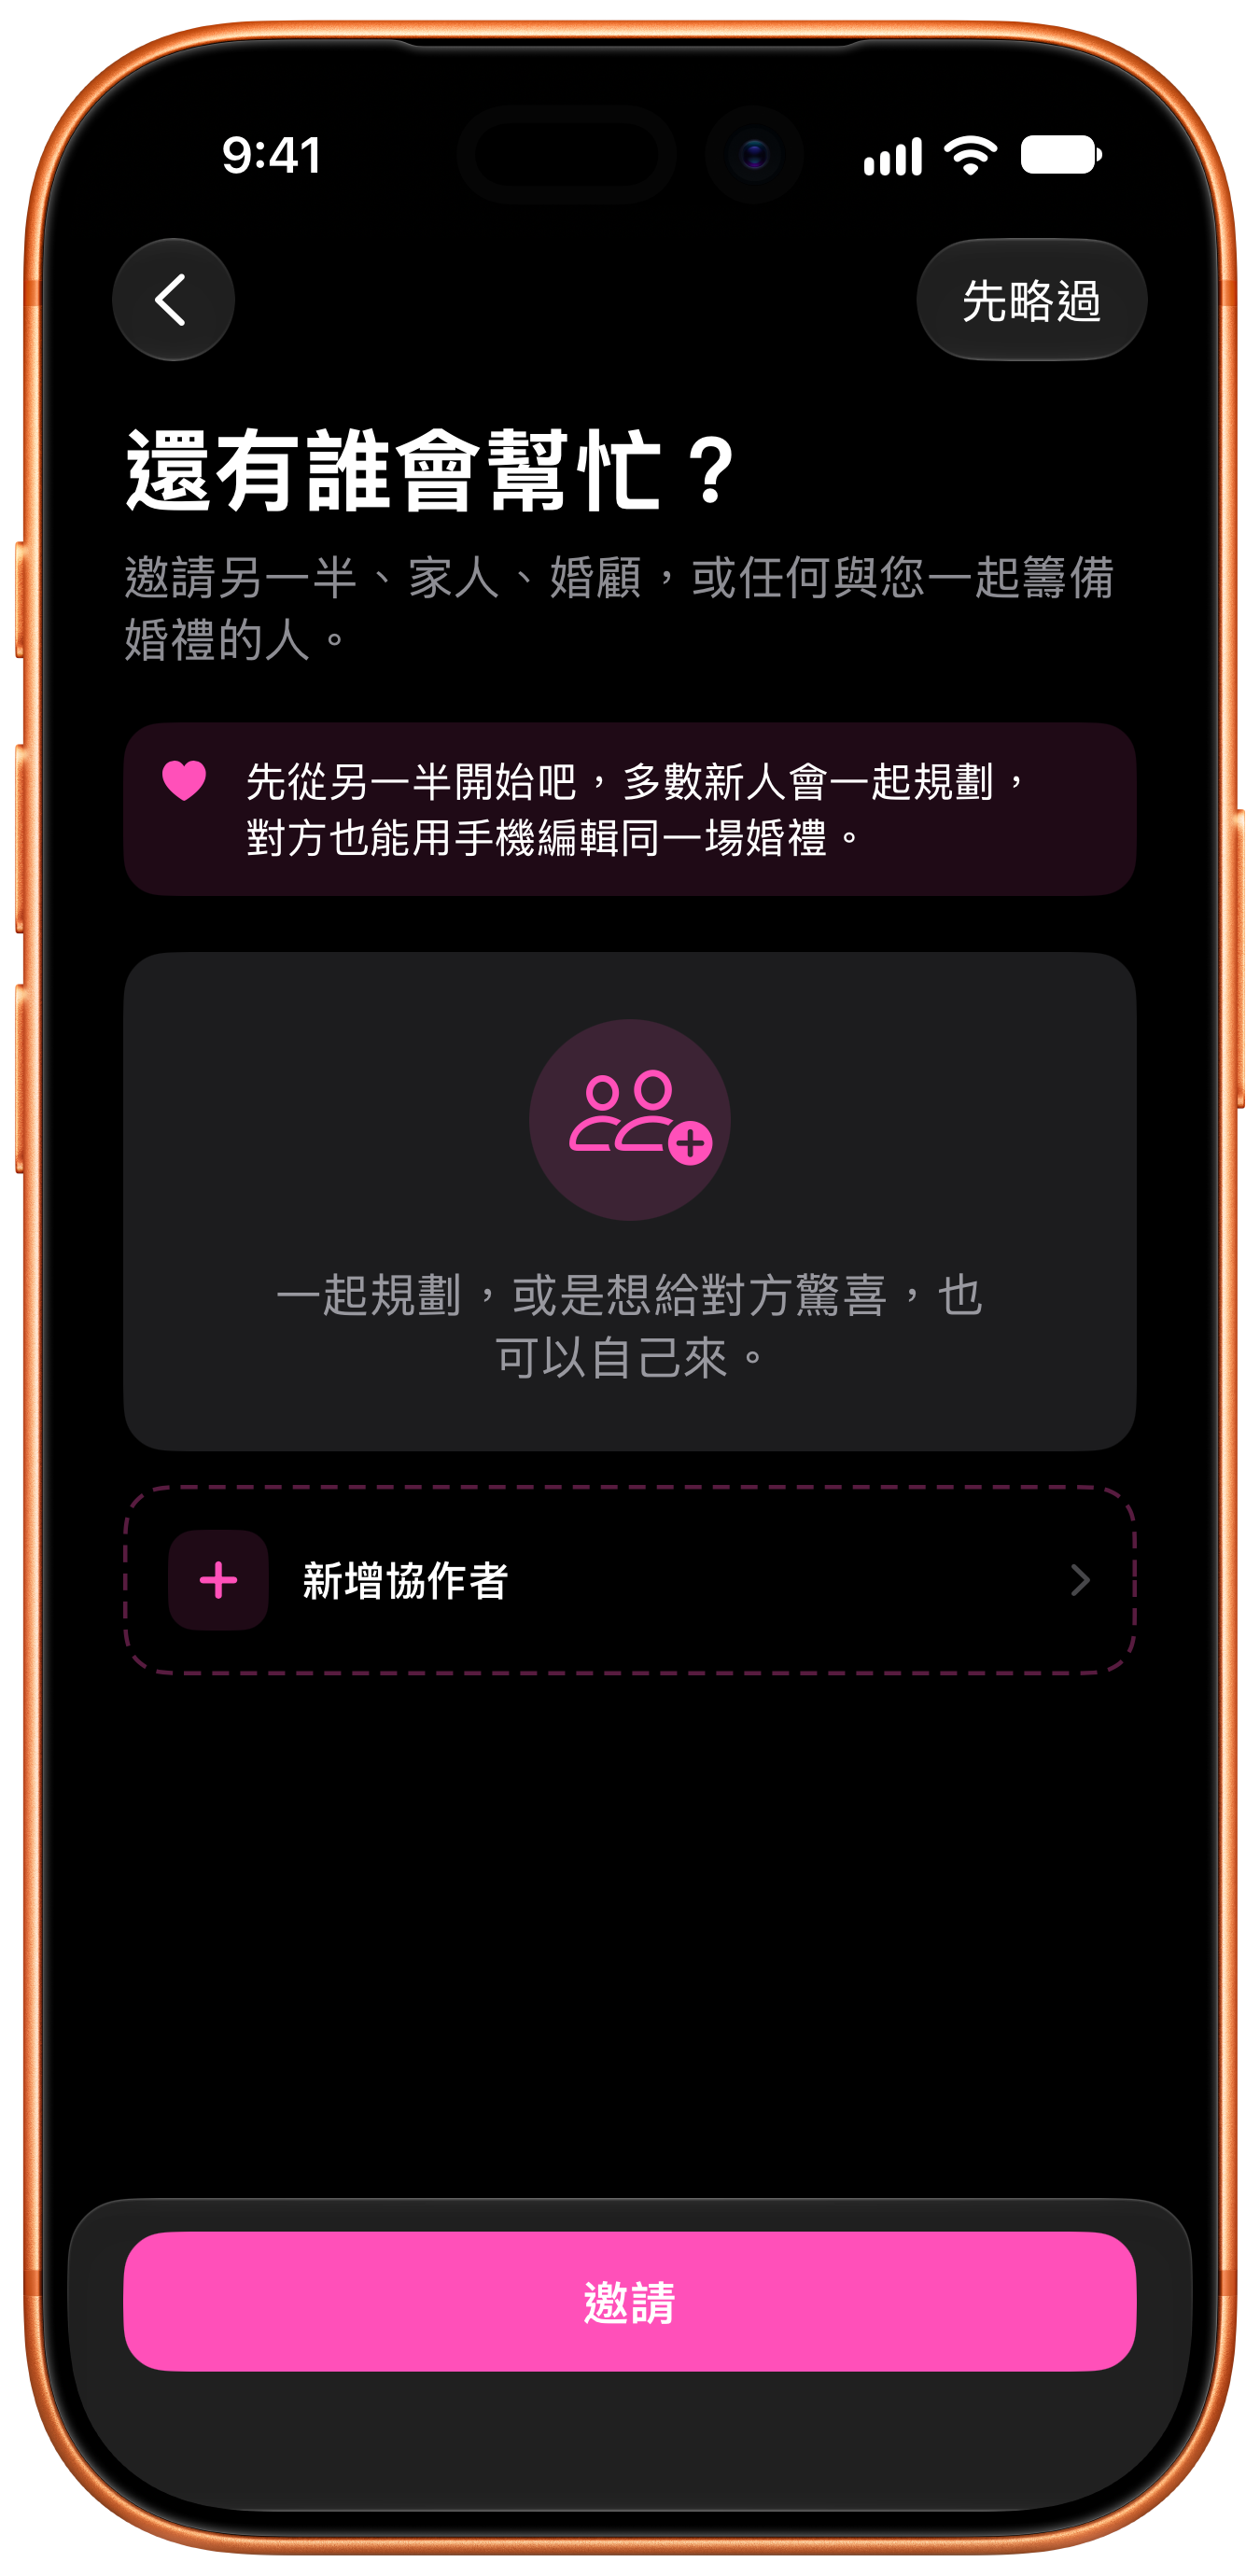 9:41
先略過
還有誰會幫忙？
邀請另一半、家人、婚顧，或任何與您一起籌備
婚禮的人。
先從另一半開始吧，多數新人會一起規劃，
對方也能用手機編輯同一場婚禮。
一起規劃，或是想給對方驚喜，也
可以自己來。
新增協作者
邀請